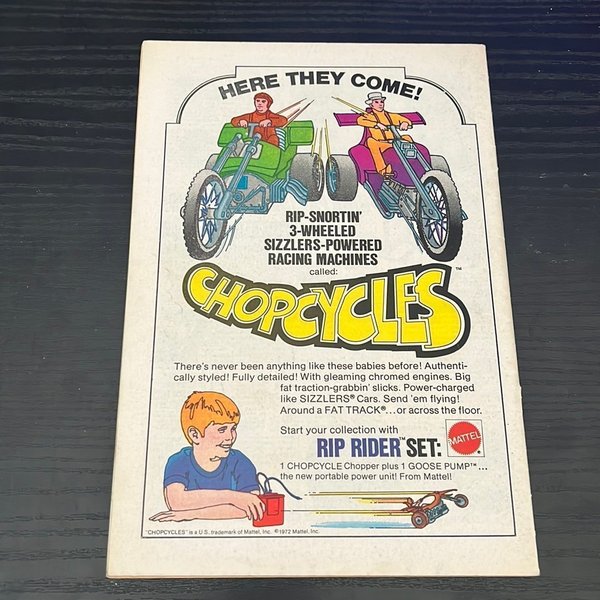 HERE THEY COME!
RIP-SNORTIN'
3-WHEELED
SIZZLERS-POWERED
RACING MACHINES
called:
CHOPCYCLES™
There's never been anything like these babies before! Authenti-
cally styled! Fully detailed! With gleaming chromed engines. Big
fat traction-grabbin' slicks. Power-charged
like SIZZLERS® Cars. Send 'em flying!
Around a FAT TRACK®...or across the floor.
Start your collection with
RIP RIDER™ SET:
MATTEL®
1 CHOPCYCLE Chopper plus 1 GOOSE PUMP™...
the new portable power unit! From Mattel!
"CHOPCYCLES" is a U.S. trademark of Mattel, Inc. ©1972 Mattel, Inc.